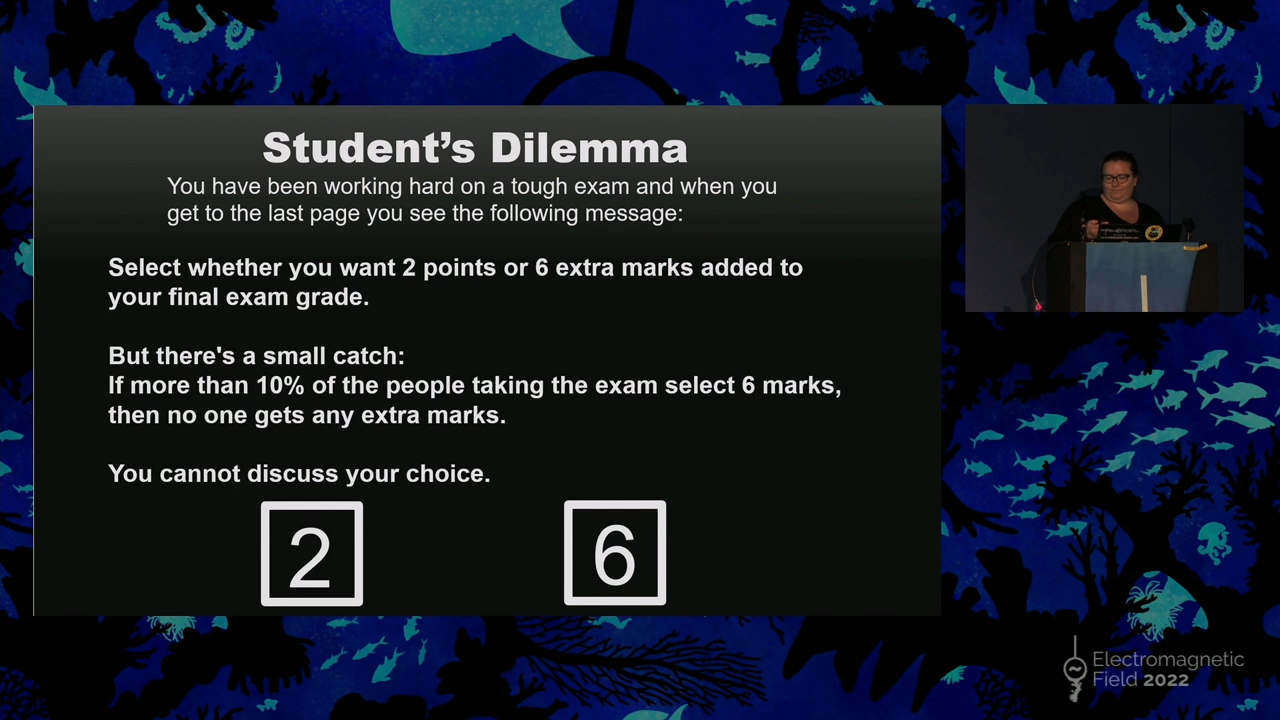 Student’s Dilemma
You have been working hard on a tough exam and when you
get to the last page you see the following message:
Select whether you want 2 points or 6 extra marks added to
your final exam grade.
But there's a small catch:
If more than 10% of the people taking the exam select 6 marks,
then no one gets any extra marks.
You cannot discuss your choice.
2 6
Electromagnetic
Field 2022